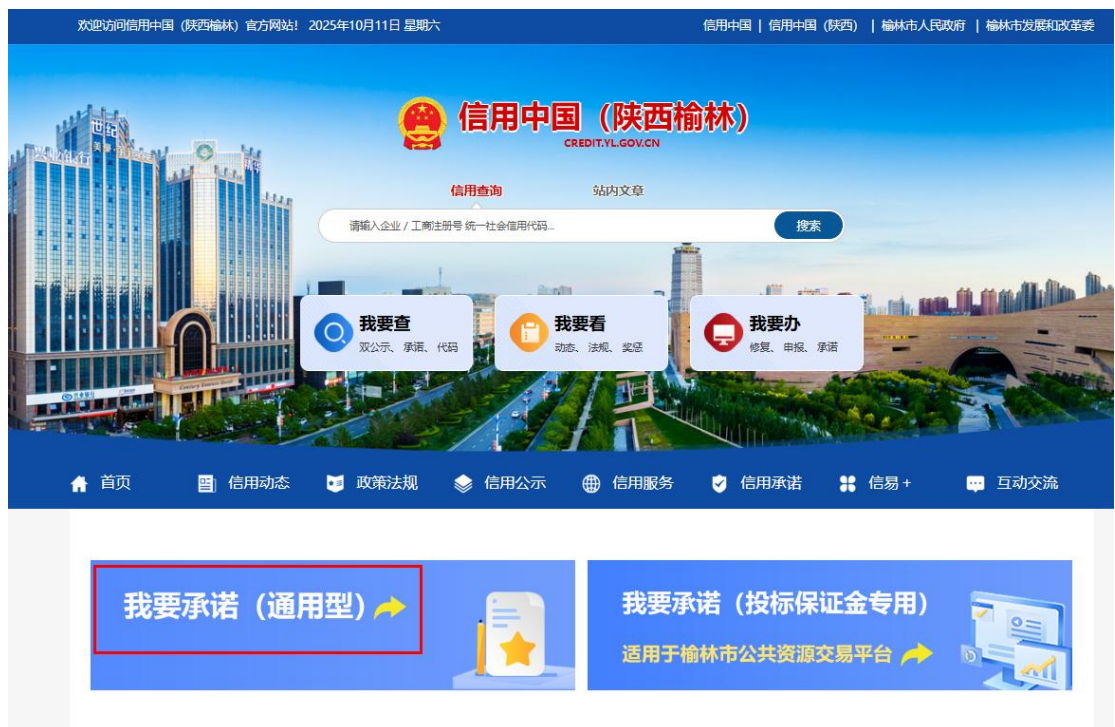 欢迎访问信用中国（陕西榆林）官方网站！ 2025年10月11日 星期六
信用中国 | 信用中国（陕西） | 榆林市人民政府 | 榆林市发展和改革委
信用中国（陕西榆林）
CREDIT.YL.GOV.CN
信用查询 站内文章
请输入企业 / 工商注册号 统一社会信用代码...
搜索
我要查
双公示、承诺、代码
我要看
动态、法规、奖惩
我要办
修复、申报、承诺
世纪
兴业银行
首页 信用动态 政策法规 信用公示 信用服务 信用承诺 信易 + 互动交流
我要承诺（通用型）
我要承诺（投标保证金专用）
适用于榆林市公共资源交易平台